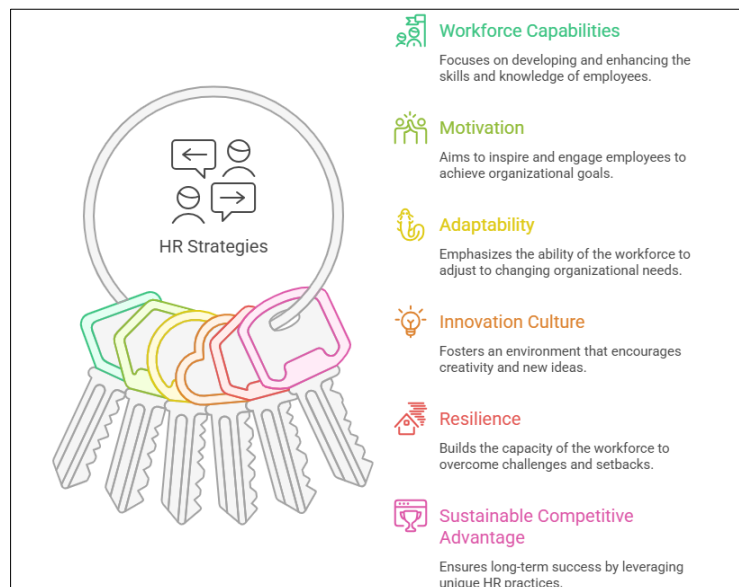 HR Strategies
Workforce Capabilities
Focuses on developing and enhancing the
skills and knowledge of employees.
Motivation
Aims to inspire and engage employees to
achieve organizational goals.
Adaptability
Emphasizes the ability of the workforce to
adjust to changing organizational needs.
Innovation Culture
Fosters an environment that encourages
creativity and new ideas.
Resilience
Builds the capacity of the workforce to
overcome challenges and setbacks.
Sustainable Competitive
Advantage
Ensures long-term success by leveraging
unique HR practices.